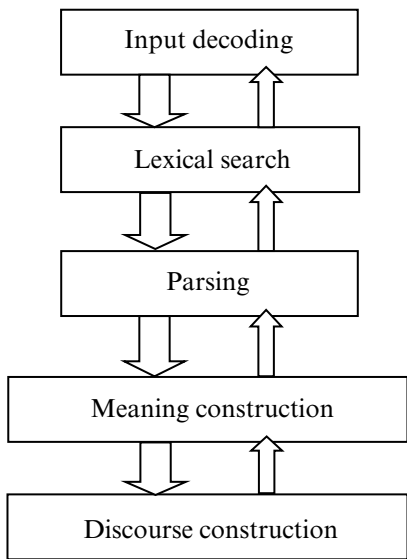 Input decoding
Lexical search
Parsing
Meaning construction
Discourse construction